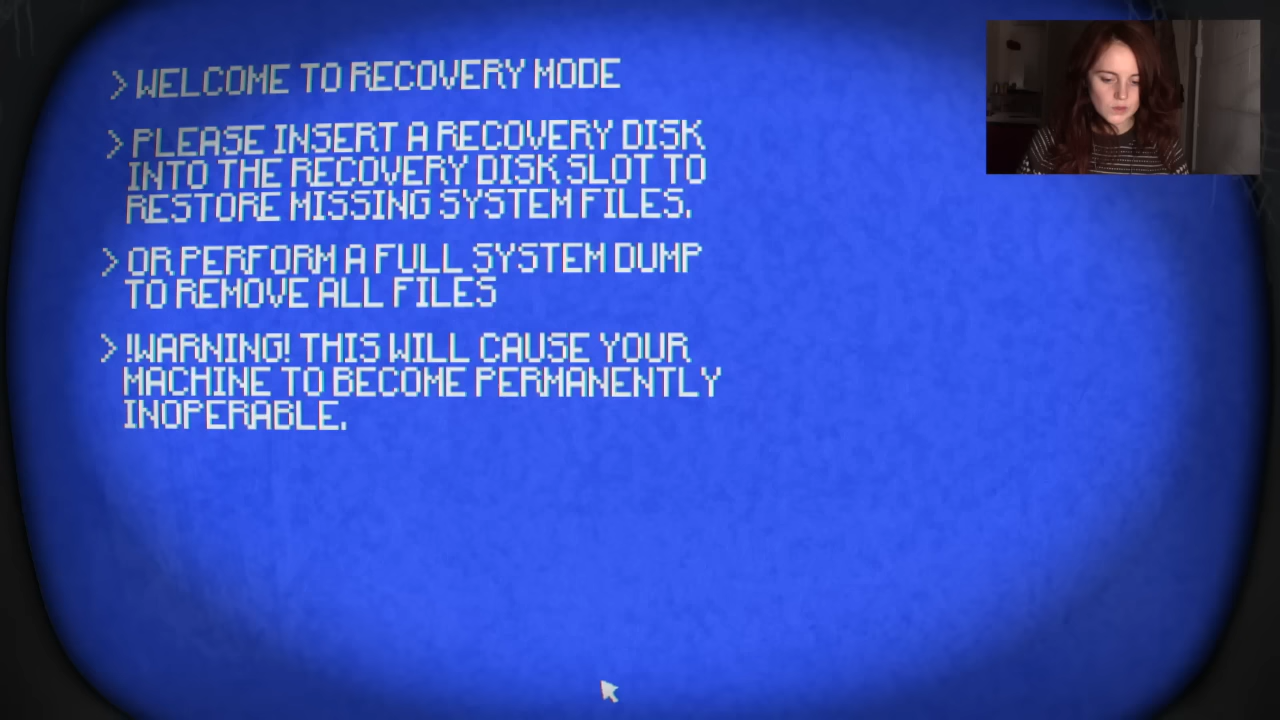 > WELCOME TO RECOVERY MODE
> PLEASE INSERT A RECOVERY DISK
INTO THE RECOVERY DISK SLOT TO
RESTORE MISSING SYSTEM FILES.
> OR PERFORM A FULL SYSTEM DUMP
TO REMOVE ALL FILES
> !WARNING! THIS WILL CAUSE YOUR
MACHINE TO BECOME PERMANENTLY
INOPERABLE.